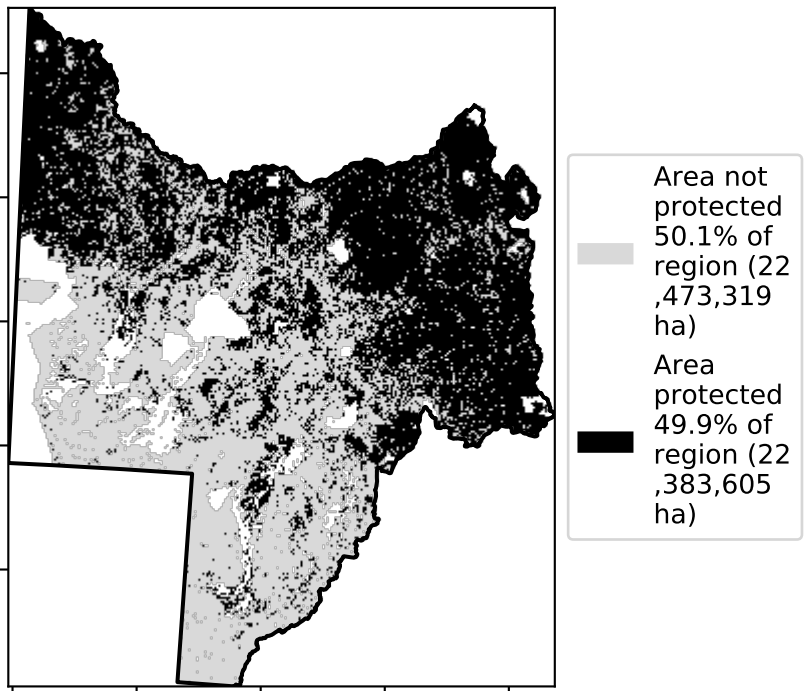 Area not
protected
50.1% of
region (22
,473,319
ha)
Area
protected
49.9% of
region (22
,383,605
ha)